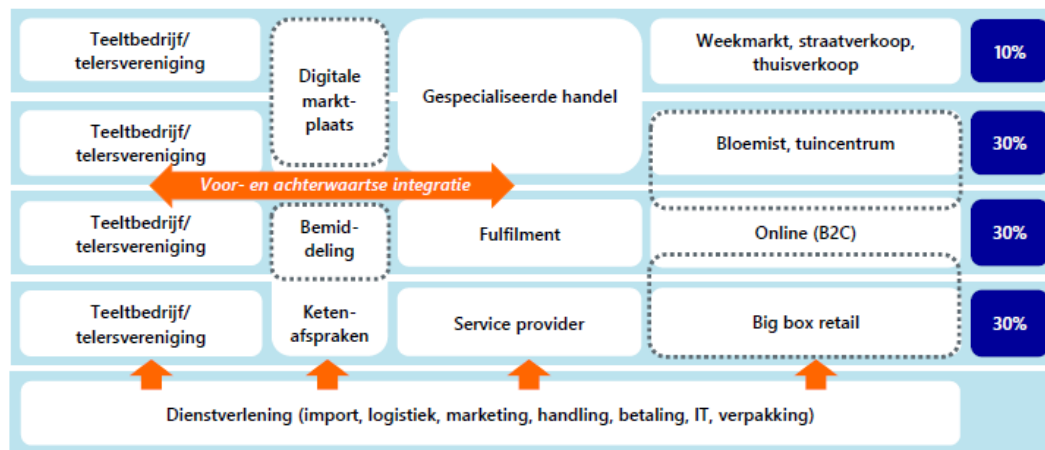 Teeltbedrijf/
telersvereniging
Digitale
markt-
plaats
Gespecialiseerde handel
Weekmarkt, straatverkoop,
thuisverkoop
10%
Teeltbedrijf/
telersvereniging
Bloemist, tuincentrum
30%
Voor- en achterwaartse integratie
Teeltbedrijf/
telersvereniging
Bemid-
deling
Fulfilment
Online (B2C)
30%
Teeltbedrijf/
telersvereniging
Keten-
afspraken
Service provider
Big box retail
30%
Dienstverlening (import, logistiek, marketing, handling, betaling, IT, verpakking)